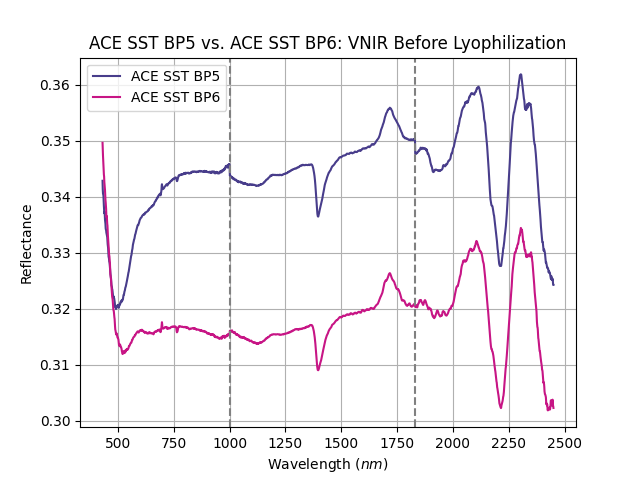 ACE SST BP5 vs. ACE SST BP6: VNIR Before Lyophilization
ACE SST BP5
ACE SST BP6
0.36
0.35
0.34
0.33
0.32
0.31
0.30
Reflectance
500 750 1000 1250 1500 1750 2000 2250 2500
Wavelength (nm)